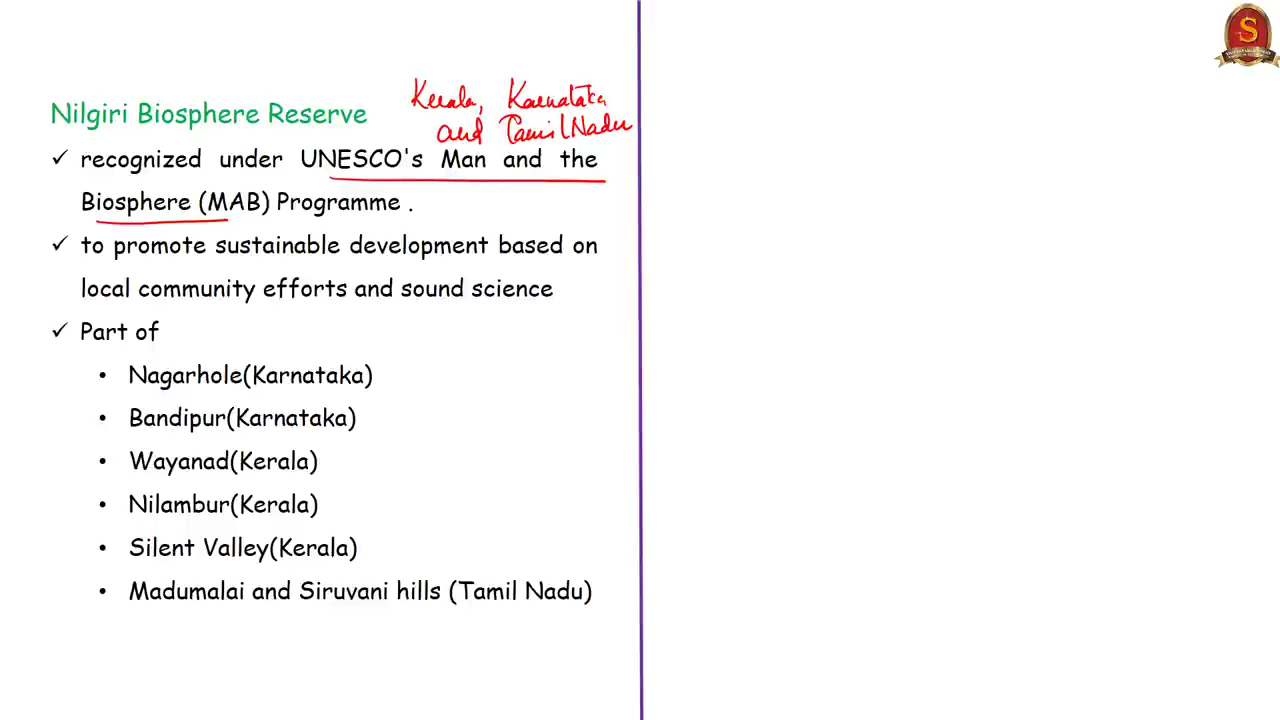 Kerala, Karnataka
and TamilNadu
Nilgiri Biosphere Reserve
✓ recognized under UNESCO's Man and the
Biosphere (MAB) Programme .
✓ to promote sustainable development based on
local community efforts and sound science
✓ Part of
• Nagarhole(Karnataka)
• Bandipur(Karnataka)
• Wayanad(Kerala)
• Nilambur(Kerala)
• Silent Valley(Kerala)
• Madumalai and Siruvani hills (Tamil Nadu)
S